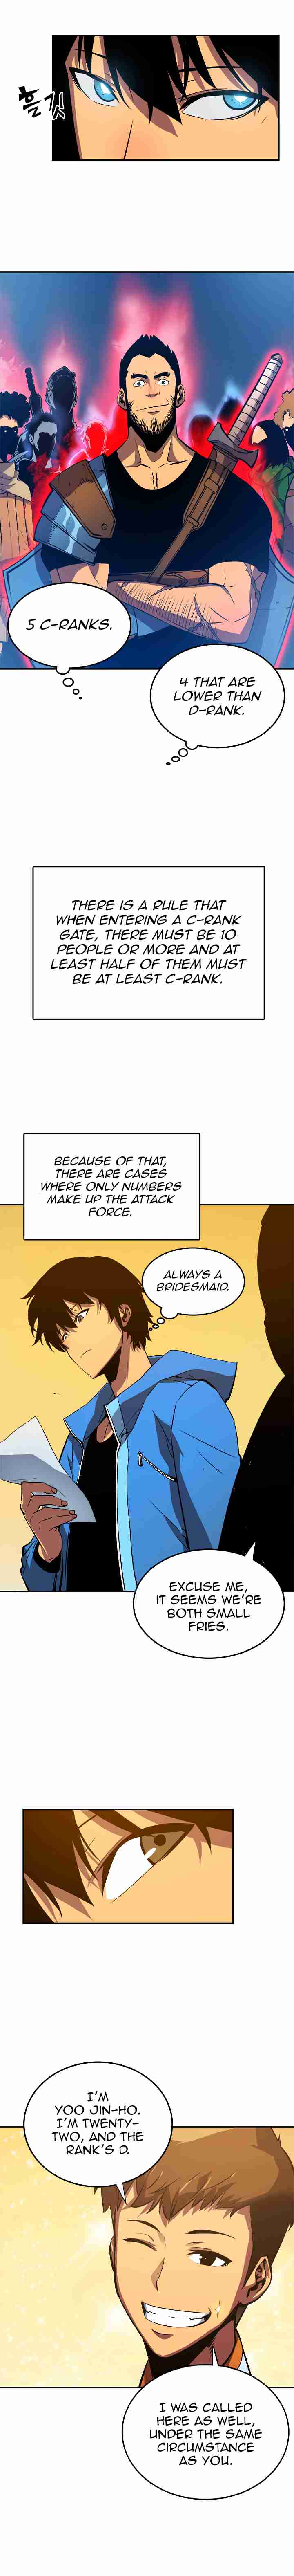 흘깃
5 C-RANKS.
4 THAT ARE
LOWER THAN
D-RANK.
THERE IS A RULE THAT
WHEN ENTERING A C-RANK
GATE, THERE MUST BE 10
PEOPLE OR MORE AND AT
LEAST HALF OF THEM MUST
BE AT LEAST C-RANK.
BECAUSE OF THAT,
THERE ARE CASES
WHERE ONLY NUMBERS
MAKE UP THE ATTACK
FORCE.
ALWAYS A
BRIDESMAID.
EXCUSE ME,
IT SEEMS WE'RE
BOTH SMALL
FRIES.
I'M
YOO JIN-HO.
I'M TWENTY-
TWO, AND THE
RANK'S D.
I WAS CALLED
HERE AS WELL,
UNDER THE SAME
CIRCUMSTANCE
AS YOU.